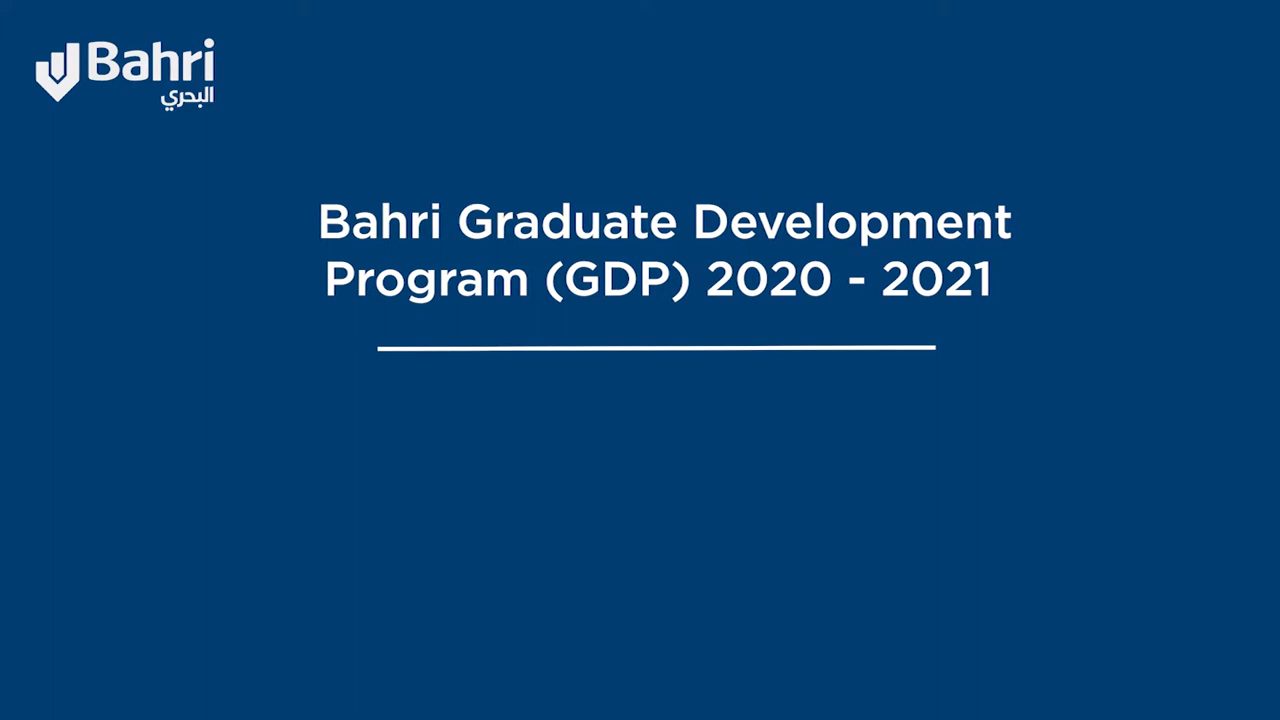 Bahri
البحري
Bahri Graduate Development
Program (GDP) 2020 - 2021